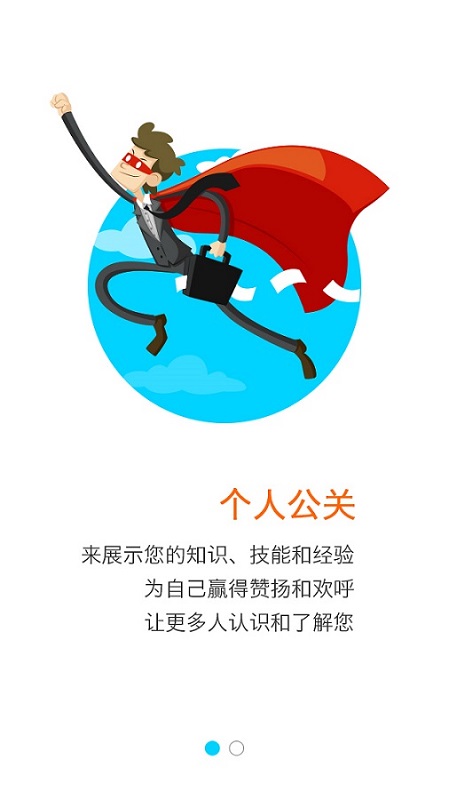 个人公关
来展示您的知识、技能和经验
为自己赢得赞扬和欢呼
让更多人认识和了解您